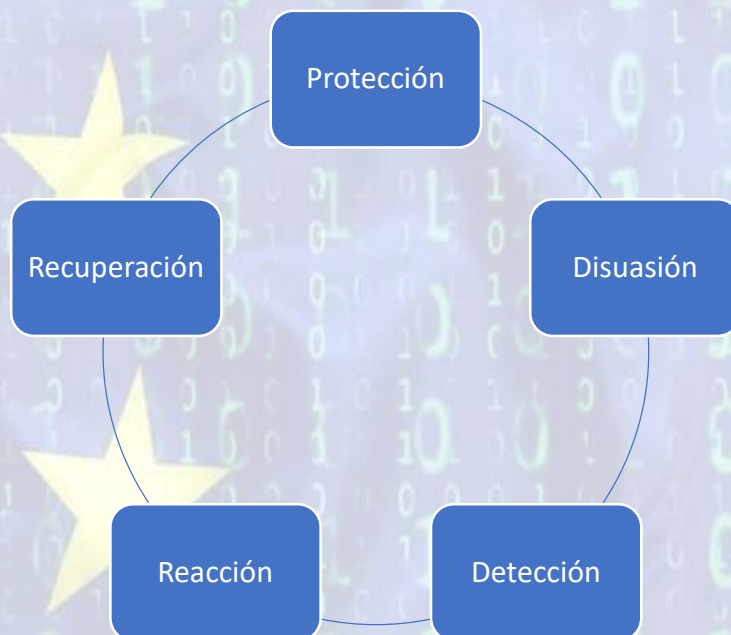 Protección
Disuasión
Detección
Reacción
Recuperación